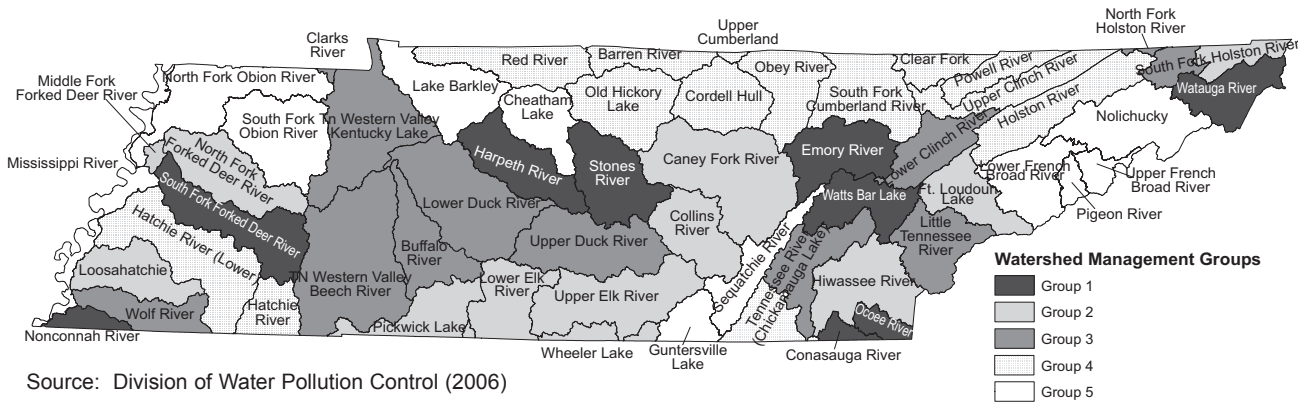 Clarks
River
Middle Fork
Forked Deer River
North Fork Obion River
Red River
Barren River
Upper
Cumberland
Obey River
Clear Fork
Powell River
North Fork
Holston River
South Fork Holston River
Watauga River
Lake Barkley
Cheatham
Lake
Old Hickory
Lake
Cordell Hull
South Fork
Cumberland River
Upper Clinch River
Holston River
Nolichucky
South Fork
Obion River
Tn Western Valley
Kentucky Lake
Mississippi River
North Fork
Forked Deer River
South Fork Forked Deer River
Harpeth River
Stones
River
Caney Fork River
Emory River
Lower Clinch River
Lower French
Broad River
Upper French
Broad River
Pigeon River
Watts Bar Lake
Ft. Loudoun
Lake
Hatchie River (Lower
Lower Duck River
Collins
River
Little
Tennessee
River
Upper Duck River
Buffalo
River
Sequatchie River
Tennessee River
(Chickamauga Lake)
Loosahatchie
TN Western Valley
Beech River
Lower Elk
River
Upper Elk River
Hiwassee River
Wolf River
Hatchie
River
Pickwick Lake
Ocoee River
Nonconnah River
Wheeler Lake
Guntersville
Lake
Conasauga River
Watershed Management Groups
Group 1
Group 2
Group 3
Group 4
Group 5
Source: Division of Water Pollution Control (2006)